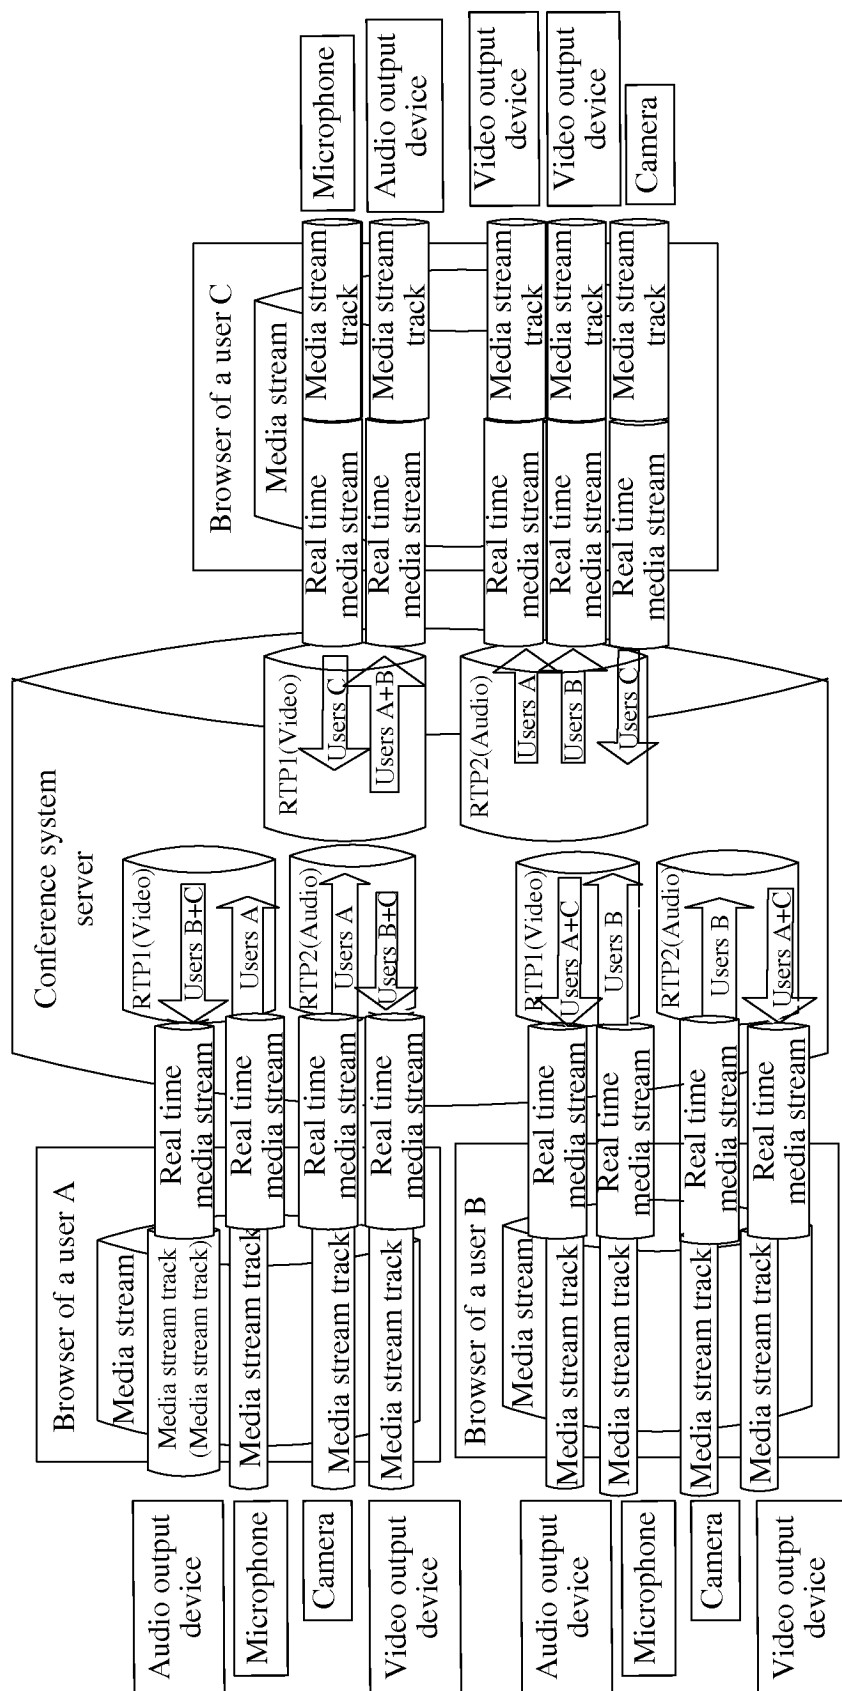 Conference system
server
Browser of a user A
Media stream
Audio output
device
Media stream track
(Media stream track)
Real time
media stream
RTP1(Video)
Users B+C
Microphone
Media stream track
Real time
media stream
Users A
Camera
Media stream track
Real time
media stream
RTP2(Audio)
Users A
Video output
device
Media stream track
Real time
media stream
Users B+C
Browser of a user B
Media stream
Audio output
device
Media stream track
Real time
media stream
RTP1(Video)
Users A+C
Microphone
Media stream track
Real time
media stream
Users B
Camera
Media stream track
Real time
media stream
RTP2(Audio)
Users B
Video output
device
Media stream track
Real time
media stream
Users A+C
Browser of a user C
Media stream
RTP1(Video)
Users C
Real time
media stream
Media stream
track
Microphone
Users A+B
Real time
media stream
Media stream
track
Audio output
device
RTP2(Audio)
Users A
Real time
media stream
Media stream
track
Video output
device
Users B
Real time
media stream
Media stream
track
Video output
device
Users C
Real time
media stream
Media stream
track
Camera